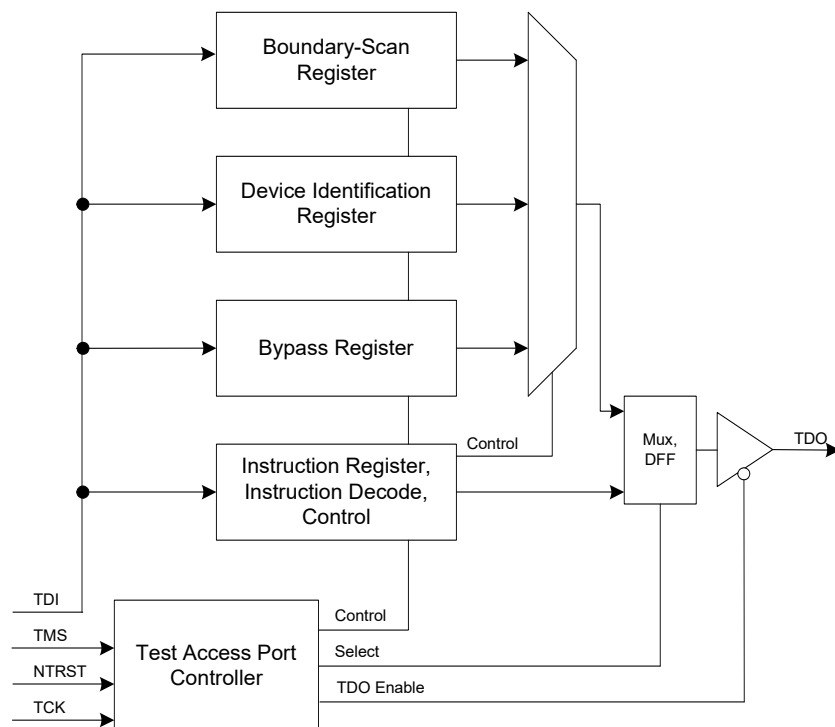 Boundary-Scan
Register
Device Identification
Register
Bypass Register
Control
Instruction Register,
Instruction Decode,
Control
Mux,
DFF
TDO
TDI
TMS
NTRST
TCK
Test Access Port
Controller
Control
Select
TDO Enable